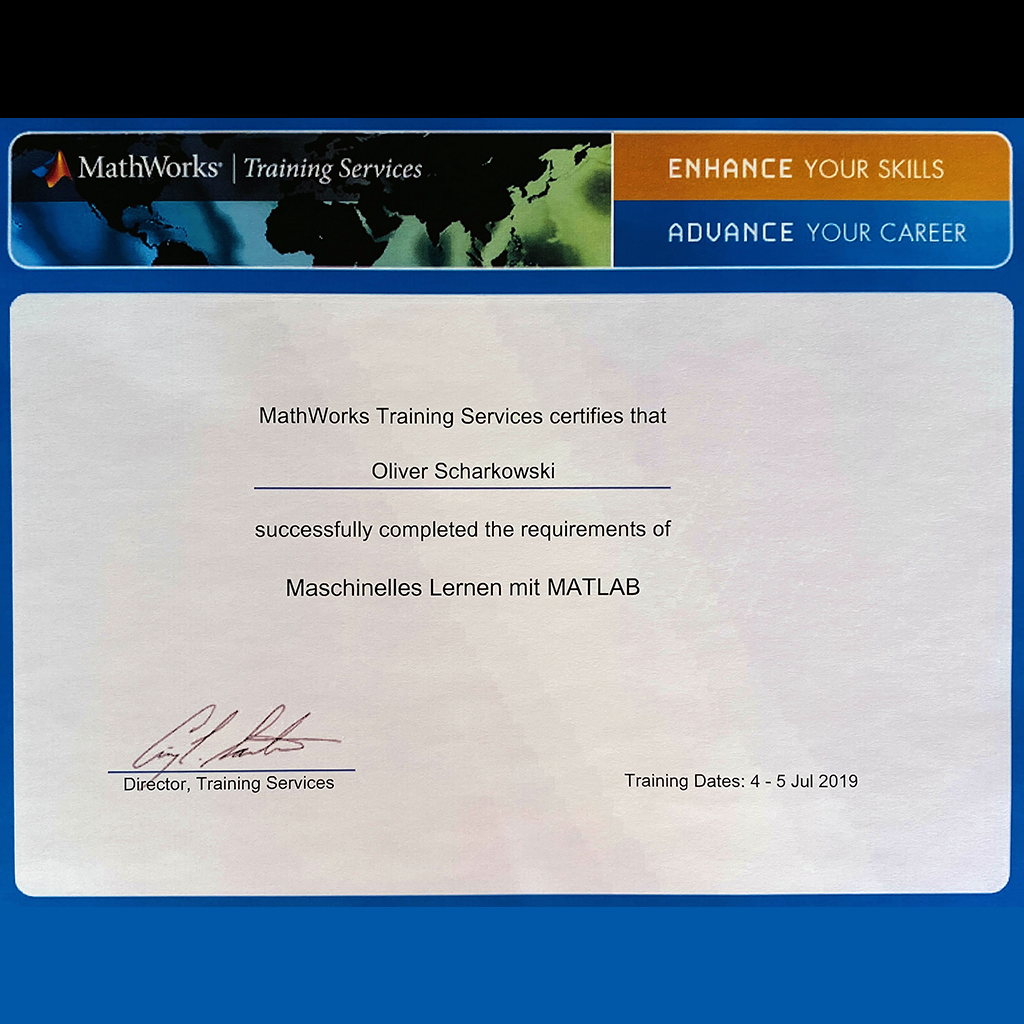 MathWorks® | Training Services
ENHANCE YOUR SKILLS
ADVANCE YOUR CAREER
MathWorks Training Services certifies that
Oliver Scharkowski
successfully completed the requirements of
Maschinelles Lernen mit MATLAB
Director, Training Services
Training Dates: 4 - 5 Jul 2019